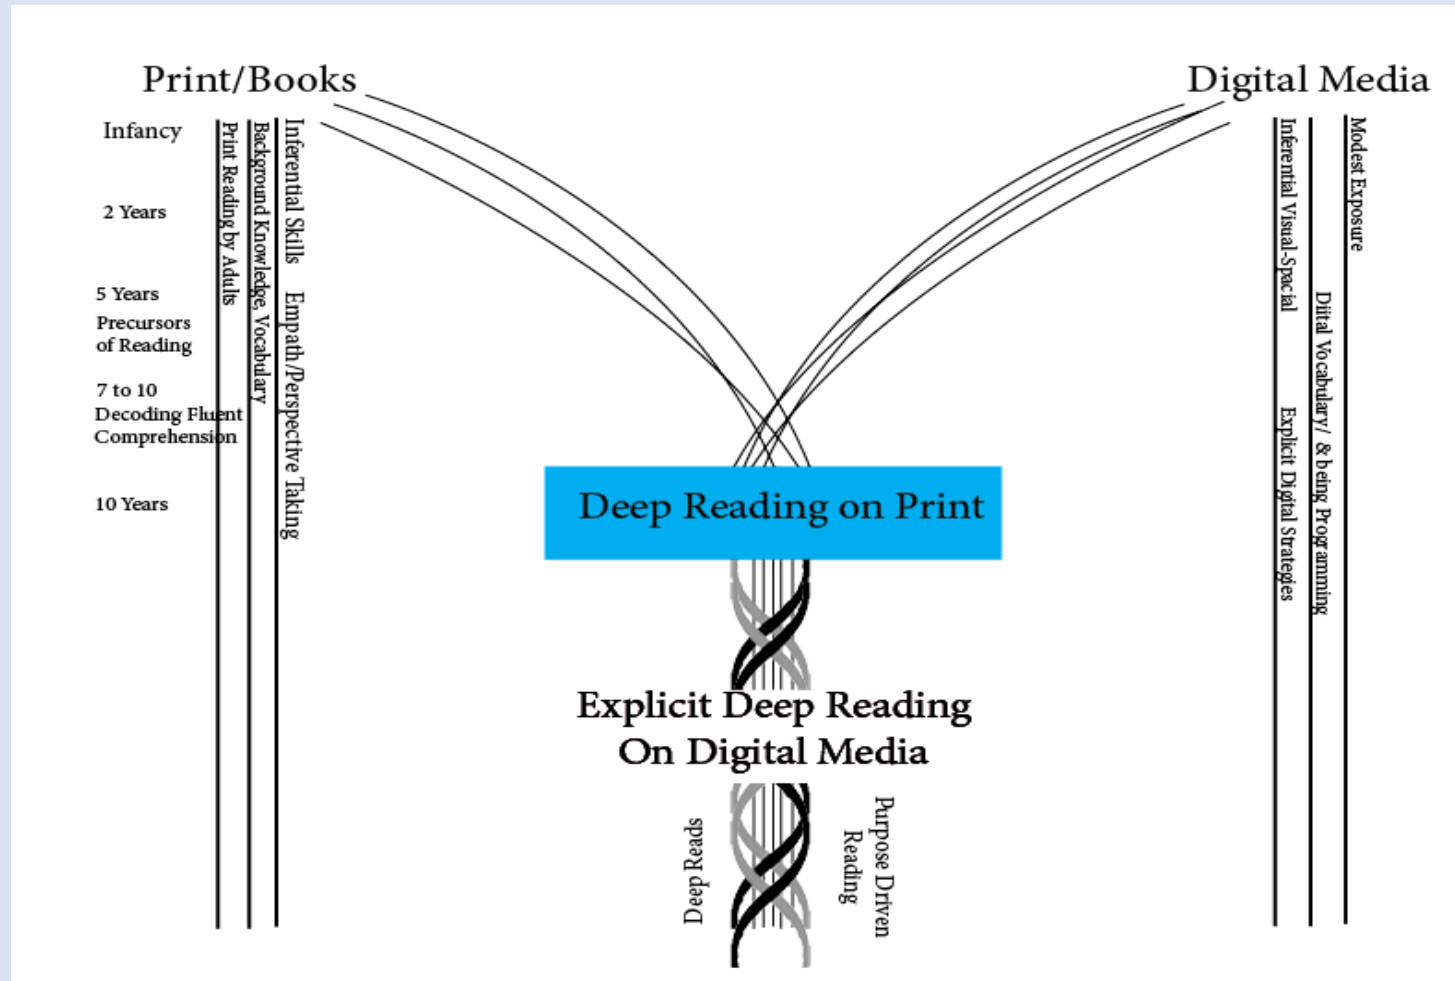 Print/Books
Digital Media
Infancy
2 Years
5 Years
Precursors
of Reading
7 to 10
Decoding Fluent
Comprehension
10 Years
Print Reading by Adults
Background Knowledge, Vocabulary
Inferential Skills
Empath/Perspective Taking
Inferential Visual-Spacial
Explicit Digital Strategies
Diital Vocabulary/ & being Programming
Modest Exposure
Deep Reading on Print
Explicit Deep Reading
On Digital Media
Deep Reads
Purpose Driven
Reading